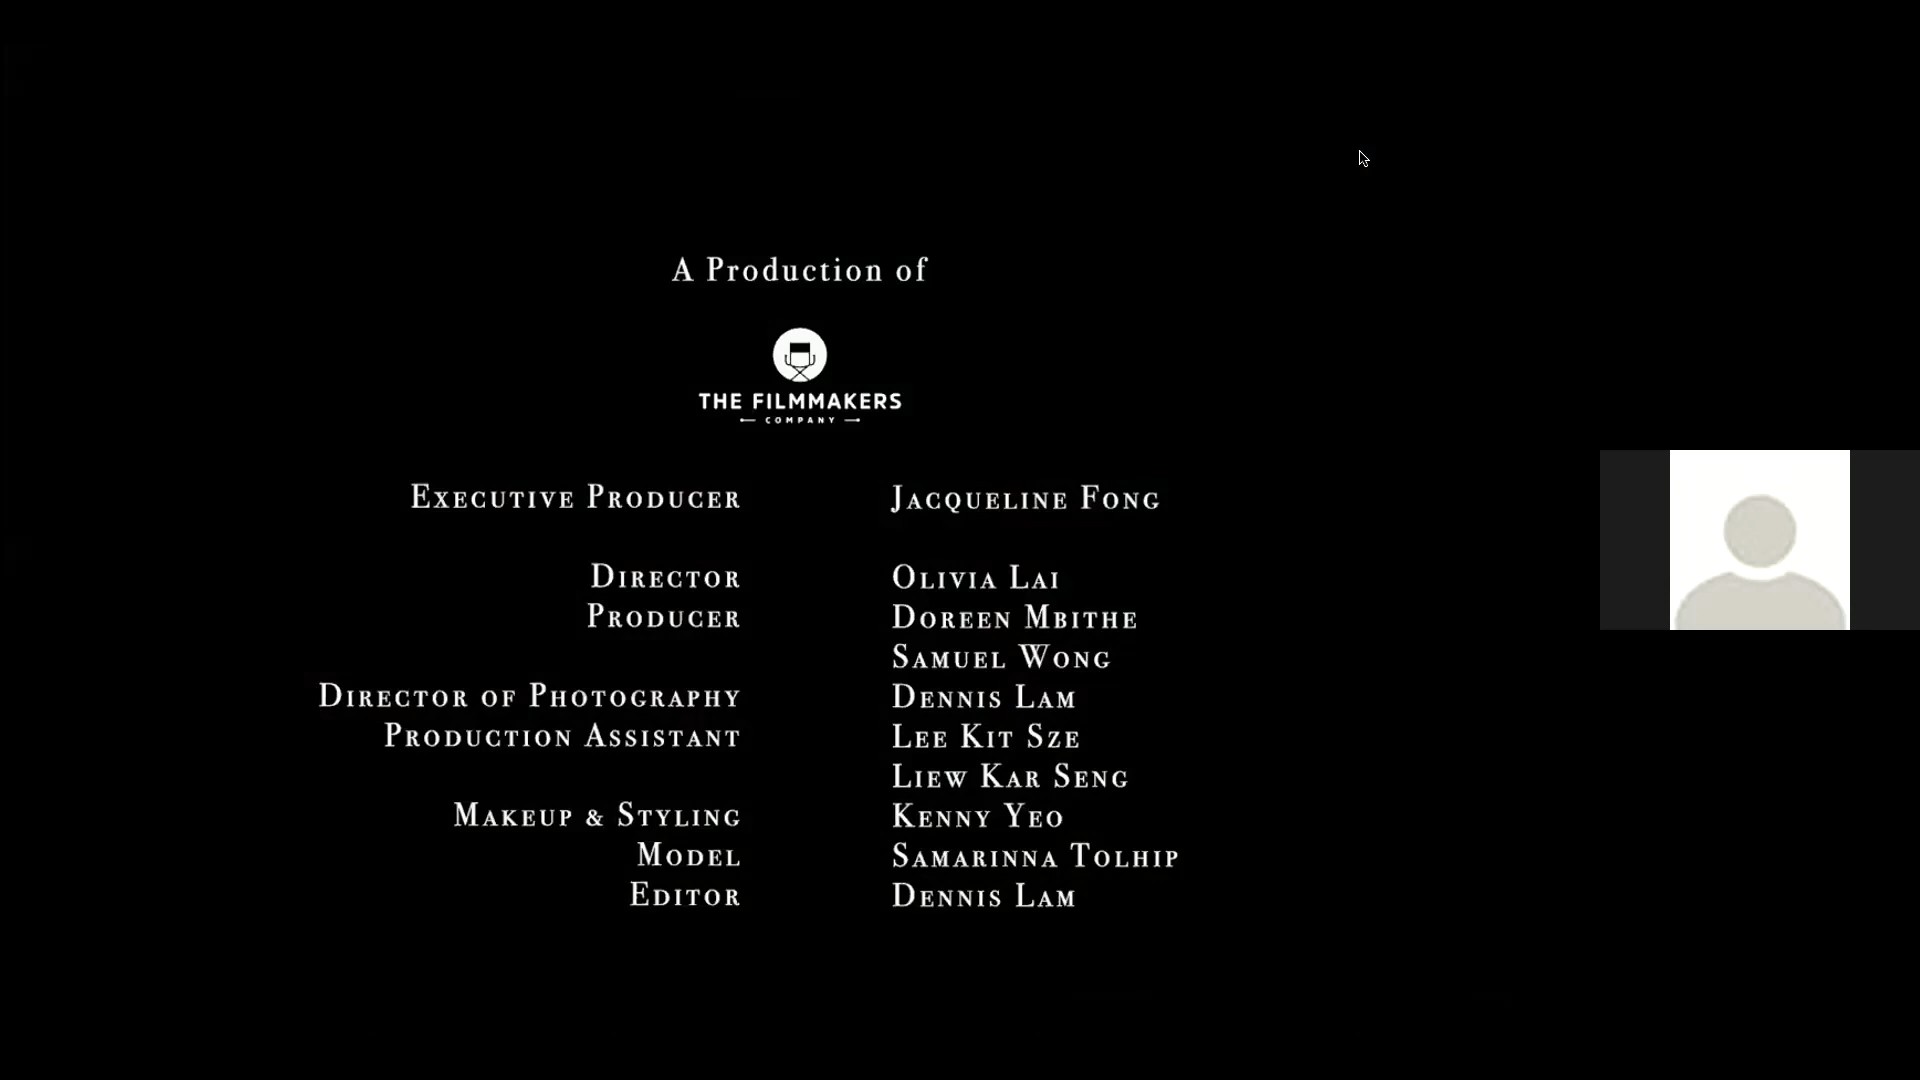 A Production of
THE FILMMAKERS
COMPANY
EXECUTIVE PRODUCER JACQUELINE FONG
DIRECTOR OLIVIA LAI
PRODUCER DOREEN MBITHE
SAMUEL WONG
DIRECTOR OF PHOTOGRAPHY DENNIS LAM
PRODUCTION ASSISTANT LEE KIT SZE
LIEW KAR SENG
MAKEUP & STYLING KENNY YEO
MODEL SAMARINNA TOLHIP
EDITOR DENNIS LAM